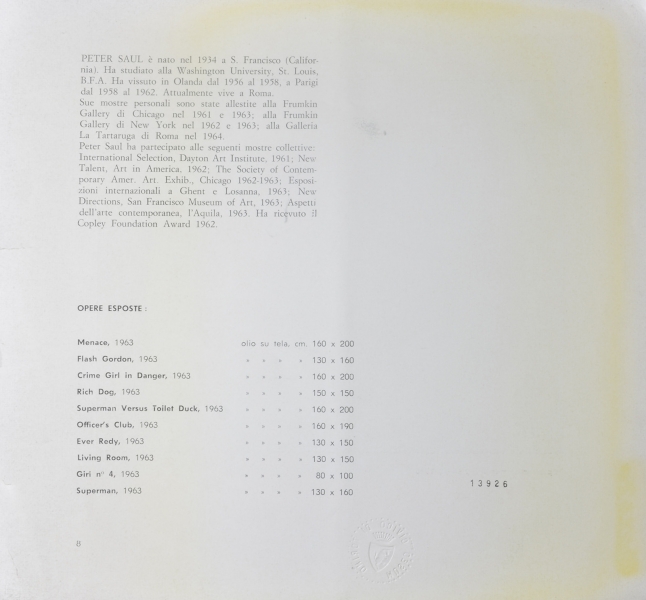 PETER SAUL è nato nel 1934 a S. Francisco (Califor-
nia). Ha studiato alla Washington University, St. Louis,
B.F.A. Ha vissuto in Olanda dal 1956 al 1958, a Parigi
dal 1958 al 1962. Attualmente vive a Roma.
Sue mostre personali sono state allestite alla Frumkin
Gallery di Chicago nel 1961 e 1963; alla Frumkin
Gallery di New York nel 1962 e 1963; alla Galleria
La Tartaruga di Roma nel 1964.
Peter Saul ha partecipato alle seguenti mostre collettive:
International Selection, Dayton Art Institute, 1961; New
Talent, Art in America, 1962; The Society of Contem-
porary Amer. Art. Exhib., Chicago 1962-1963; Esposi-
zioni internazionali a Ghent e Losanna, 1963; New
Directions, San Francisco Museum of Art, 1963; Aspetti
dell'arte contemporanea, l'Aquila, 1963. Ha ricevuto il
Copley Foundation Award 1962.
OPERE ESPOSTE :
Menace, 1963 olio su tela, cm. 160 x 200
Flash Gordon, 1963 » » » » 130 x 160
Crime Girl in Danger, 1963 » » » » 160 x 200
Rich Dog, 1963 » » » » 150 x 150
Superman Versus Toilet Duck, 1963 » » » » 160 x 200
Officer's Club, 1963 » » » » 160 x 190
Ever Redy, 1963 » » » » 130 x 150
Living Room, 1963 » » » » 130 x 150
Girl n° 4, 1963 » » » » 80 x 100
Superman, 1963 » » » » 130 x 160
13926
8